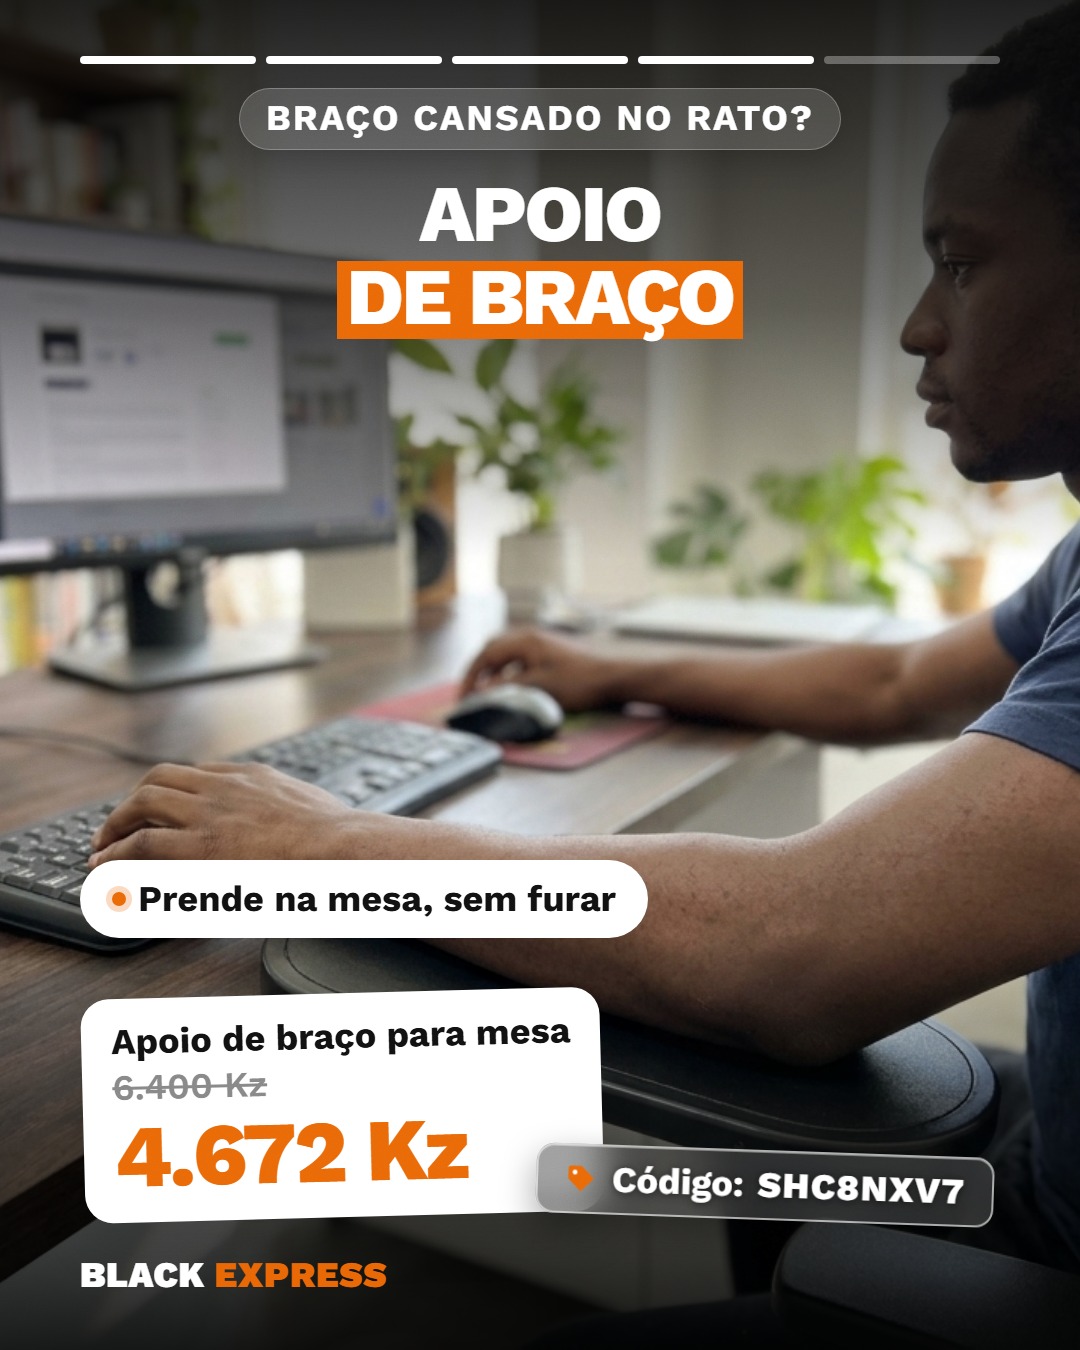 BRAÇO CANSADO NO RATO?
APOIO
DE BRAÇO
Prende na mesa, sem furar
Apoio de braço para mesa
6.400 Kz
4.672 Kz
Código: SHC8NXV7
BLACK EXPRESS